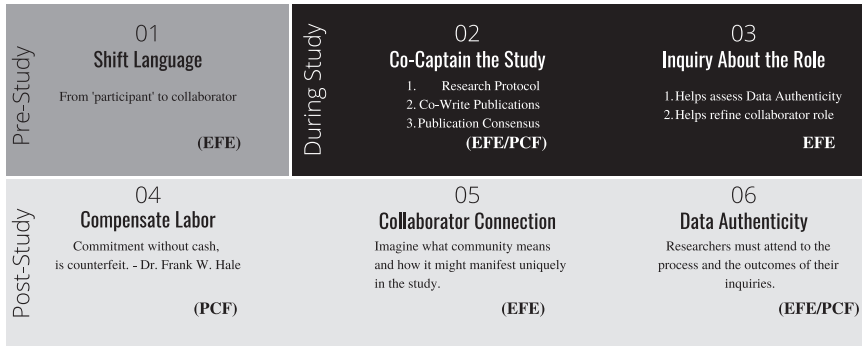 Pre-Study
01
Shift Language
From 'participant' to collaborator
(EFE)
During Study
02
Co-Captain the Study
1. Research Protocol
2. Co-Write Publications
3. Publication Consensus
(EFE/PCF)
03
Inquiry About the Role
1. Helps assess Data Authenticity
2. Helps refine collaborator role
EFE
Post-Study
04
Compensate Labor
Commitment without cash,
is counterfeit. - Dr. Frank W. Hale
(PCF)
05
Collaborator Connection
Imagine what community means
and how it might manifest uniquely
in the study.
(EFE)
06
Data Authenticity
Researchers must attend to the
process and the outcomes of their
inquiries.
(EFE/PCF)